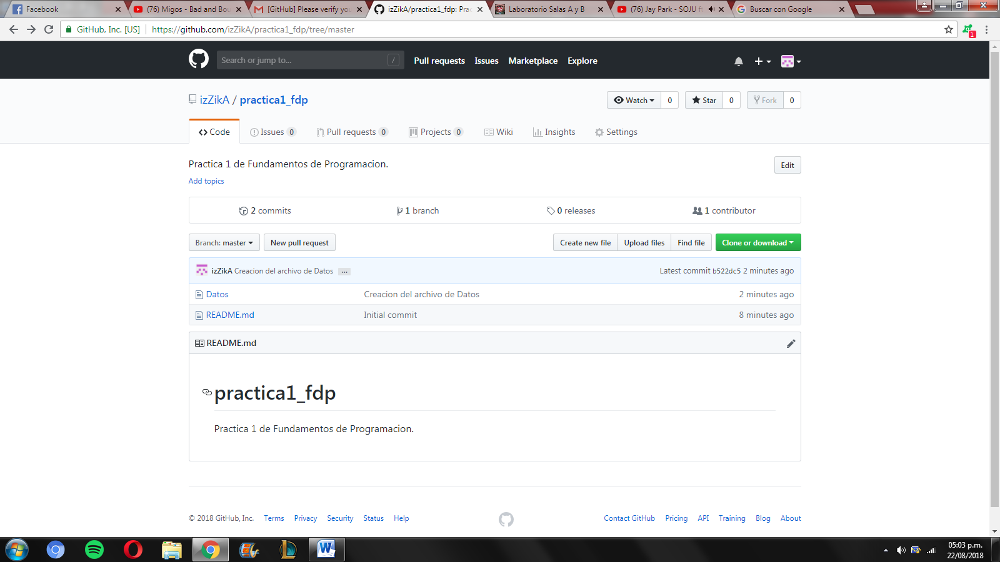 Facebook
(76) Migos - Bad and Bou
[GitHub] Please verify you
izZikA/practica1_fdp: Prac
Laboratorio Salas A y B
(76) Jay Park - SOJU ft
Buscar con Google
GitHub, Inc. [US] https://github.com/izZikA/practica1_fdp/tree/master
1
Search or jump to... / Pull requests Issues Marketplace Explore
izZikA / practica1_fdp
Watch 0 Star 0 Fork 0
Code Issues 0 Pull requests 0 Projects 0 Wiki Insights Settings
Practica 1 de Fundamentos de Programacion. Edit
Add topics
2 commits 1 branch 0 releases 1 contributor
Branch: master New pull request Create new file Upload files Find file Clone or download
izZikA Creacion del archivo de Datos ... Latest commit b522dc5 2 minutes ago
Datos Creacion del archivo de Datos 2 minutes ago
README.md Initial commit 8 minutes ago
README.md
practica1_fdp
Practica 1 de Fundamentos de Programacion.
© 2018 GitHub, Inc. Terms Privacy Security Status Help Contact GitHub Pricing API Training Blog About
05:03 p.m.
22/08/2018